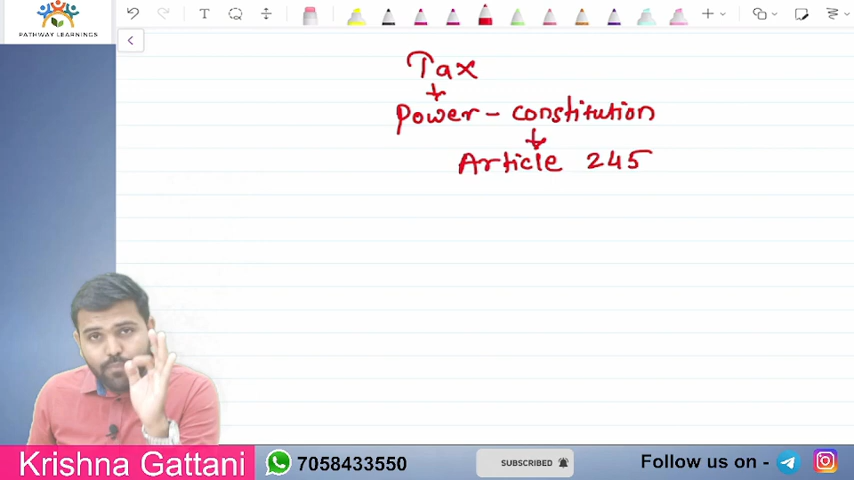 PATHWAY LEARNINGS
T
Tax
Power - constitution
Article 245
Krishna Gattani
7058433550
SUBSCRIBED
Follow us on -